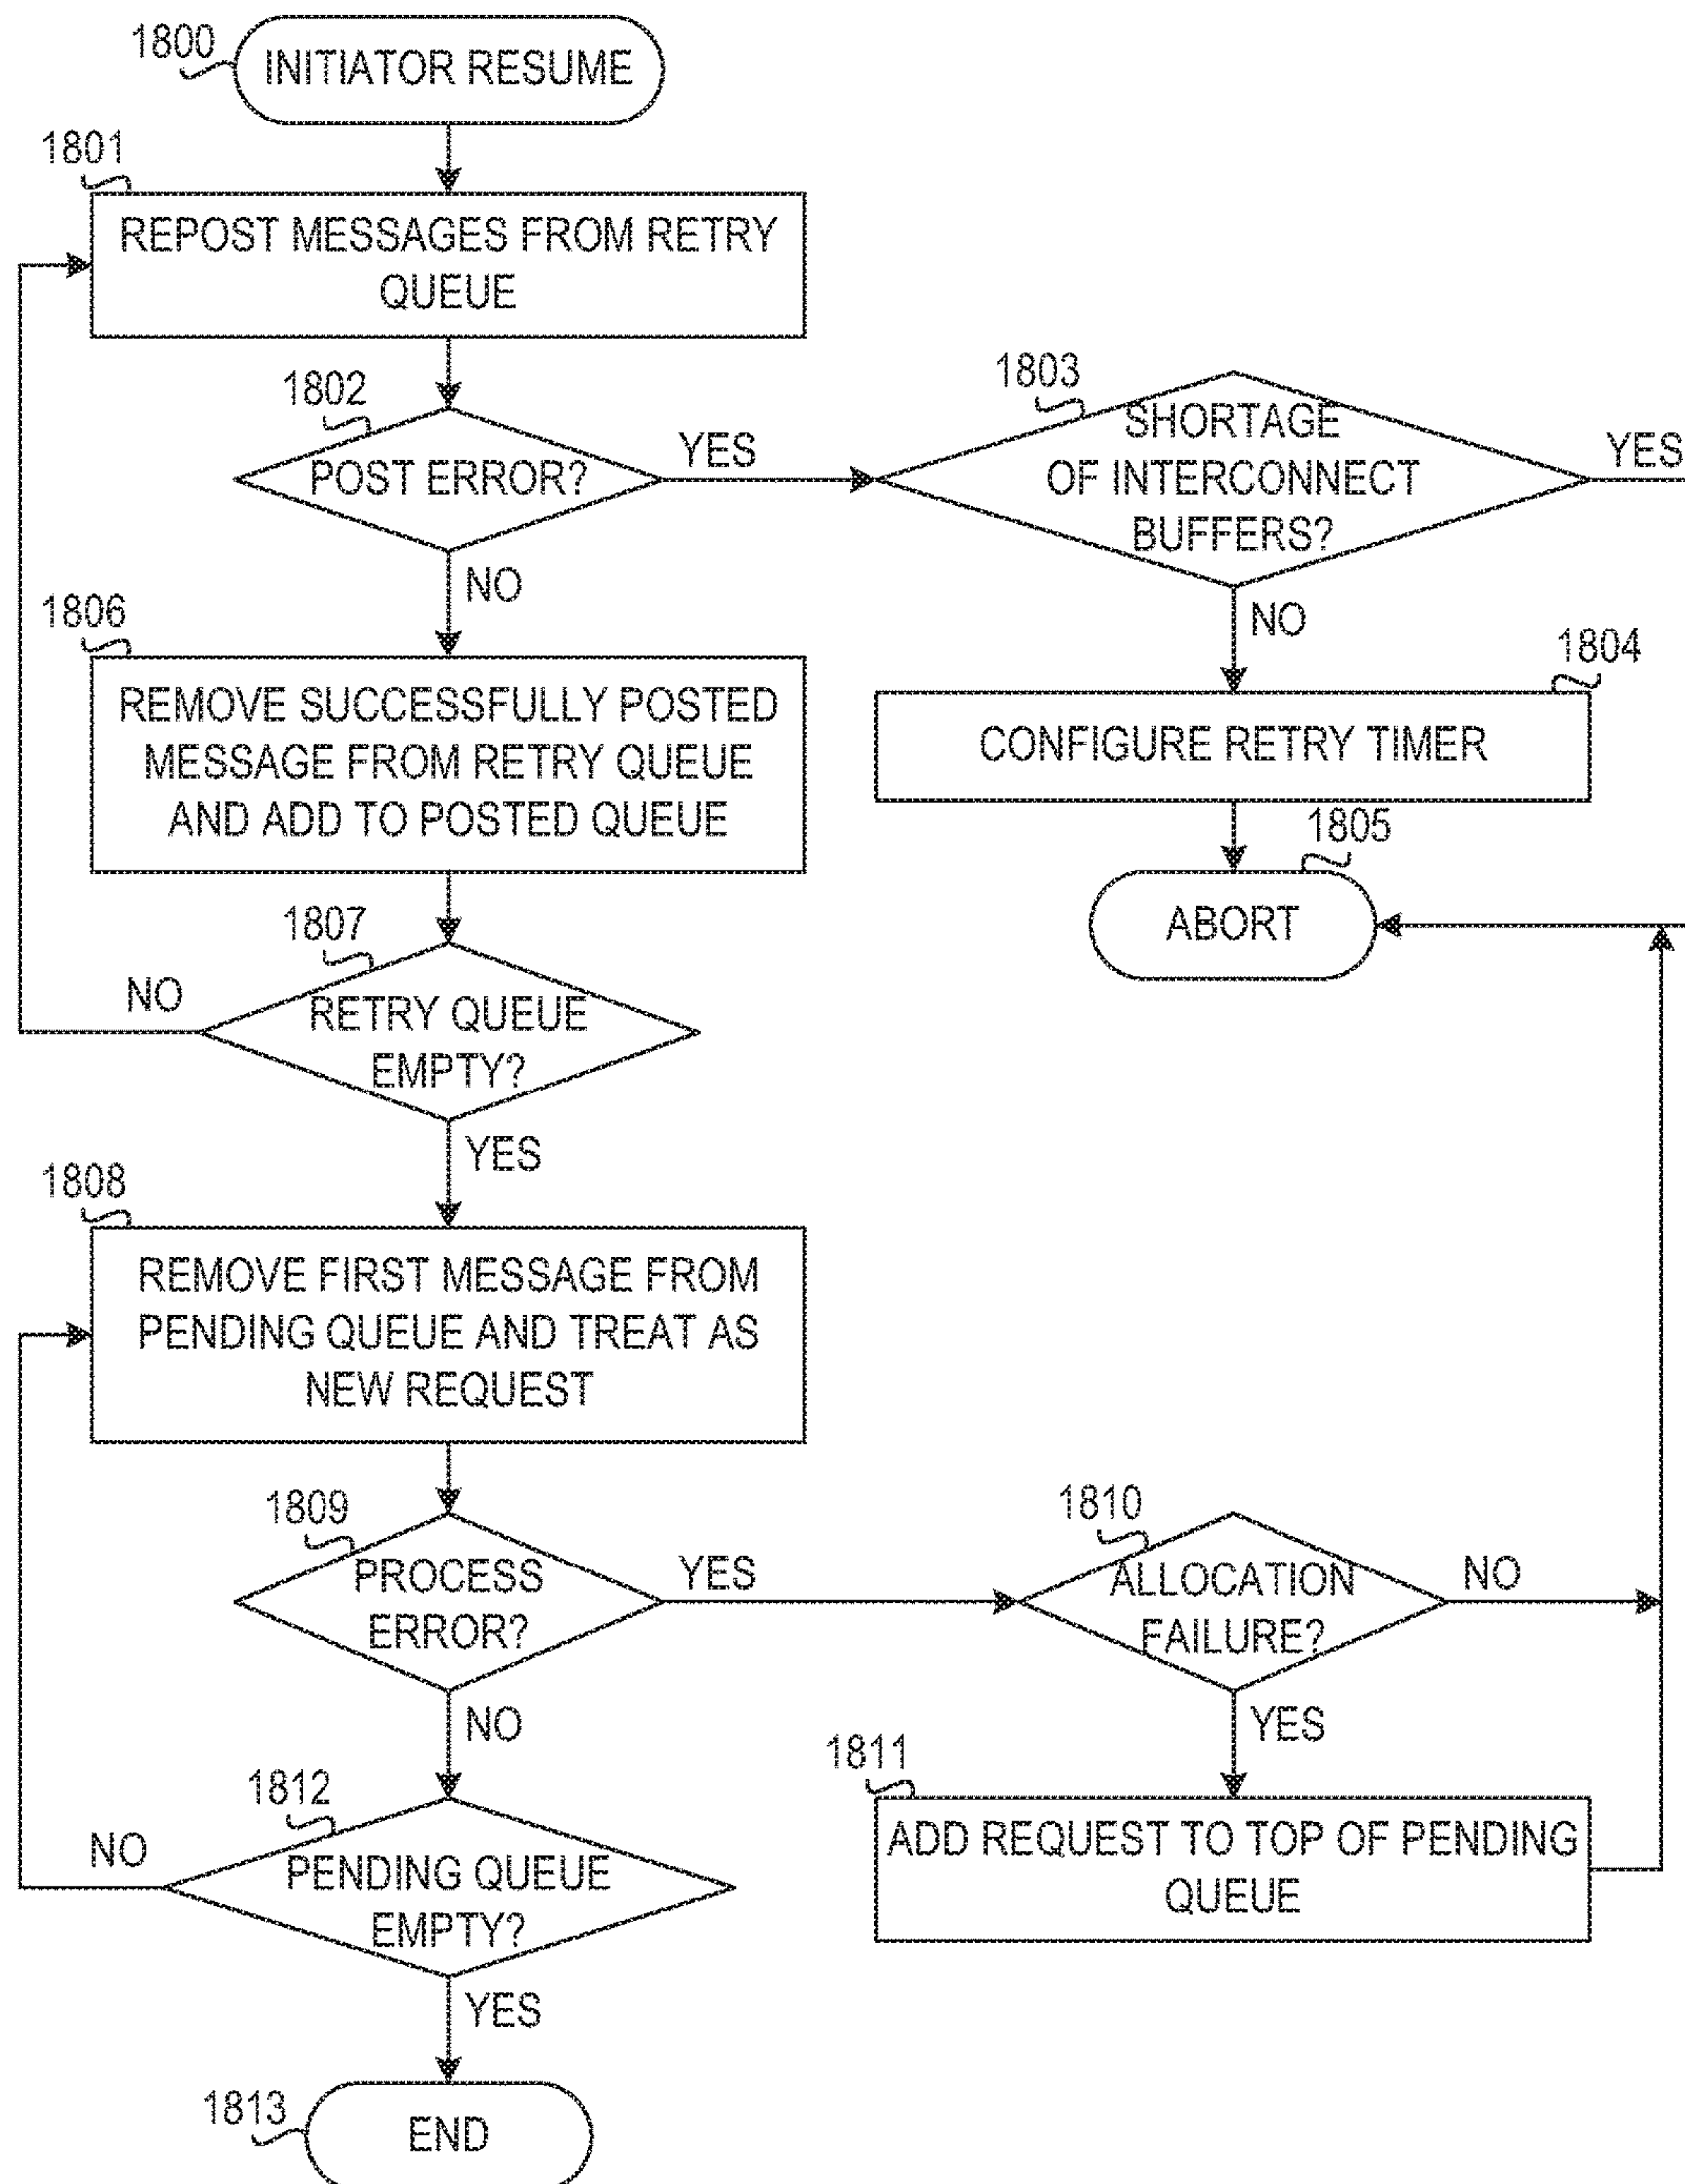 1800
INITIATOR RESUME
1801
REPOST MESSAGES FROM RETRY
QUEUE
1802
POST ERROR?
YES
NO
1803
SHORTAGE
OF INTERCONNECT
BUFFERS?
YES
NO
1804
CONFIGURE RETRY TIMER
1805
ABORT
1806
REMOVE SUCCESSFULLY POSTED
MESSAGE FROM RETRY QUEUE
AND ADD TO POSTED QUEUE
1807
RETRY QUEUE
EMPTY?
NO
YES
1808
REMOVE FIRST MESSAGE FROM
PENDING QUEUE AND TREAT AS
NEW REQUEST
1809
PROCESS
ERROR?
YES
NO
1810
ALLOCATION
FAILURE?
NO
YES
1811
ADD REQUEST TO TOP OF PENDING
QUEUE
1812
PENDING QUEUE
EMPTY?
NO
YES
1813
END